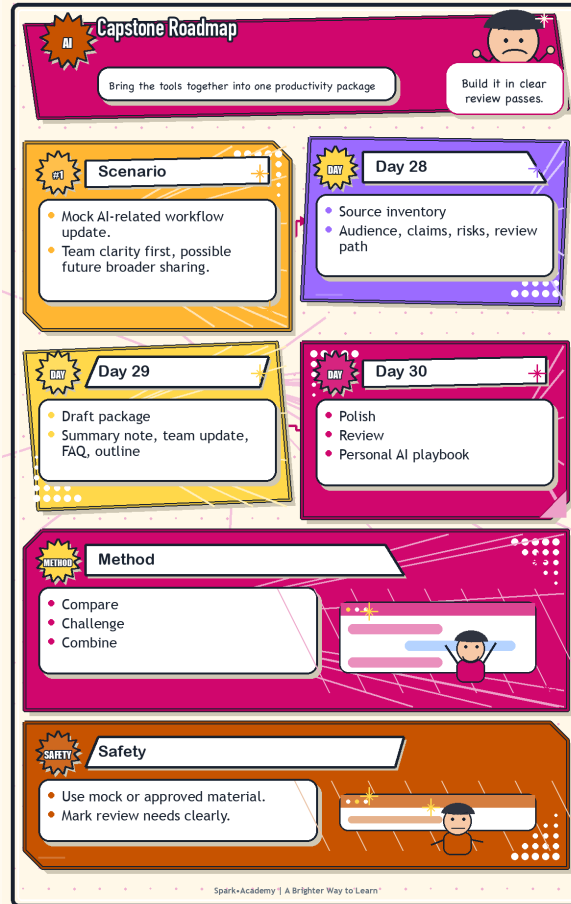 AI
Capstone Roadmap
Bring the tools together into one productivity package
Build it in clear
review passes.
#1
Scenario
Mock AI-related workflow
update.
Team clarity first, possible
future broader sharing.
DAY
Day 28
Source inventory
Audience, claims, risks, review
path
DAY
Day 29
Draft package
Summary note, team update,
FAQ, outline
DAY
Day 30
Polish
Review
Personal AI playbook
METHOD
Method
Compare
Challenge
Combine
SAFETY
Safety
Use mock or approved material.
Mark review needs clearly.
Spark•Academy | A Brighter Way to Learn